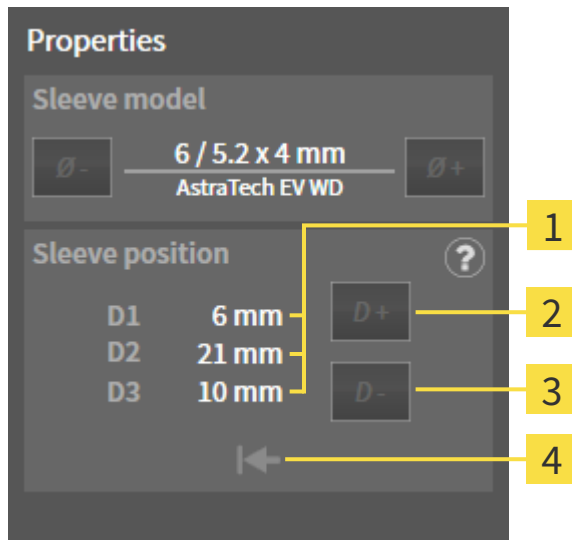 Properties
Sleeve model
Ø - 6 / 5.2 x 4 mm Ø +
AstraTech EV WD
Sleeve position ?
1
D1 6 mm D + 2
D2 21 mm
D3 10 mm D - 3
4